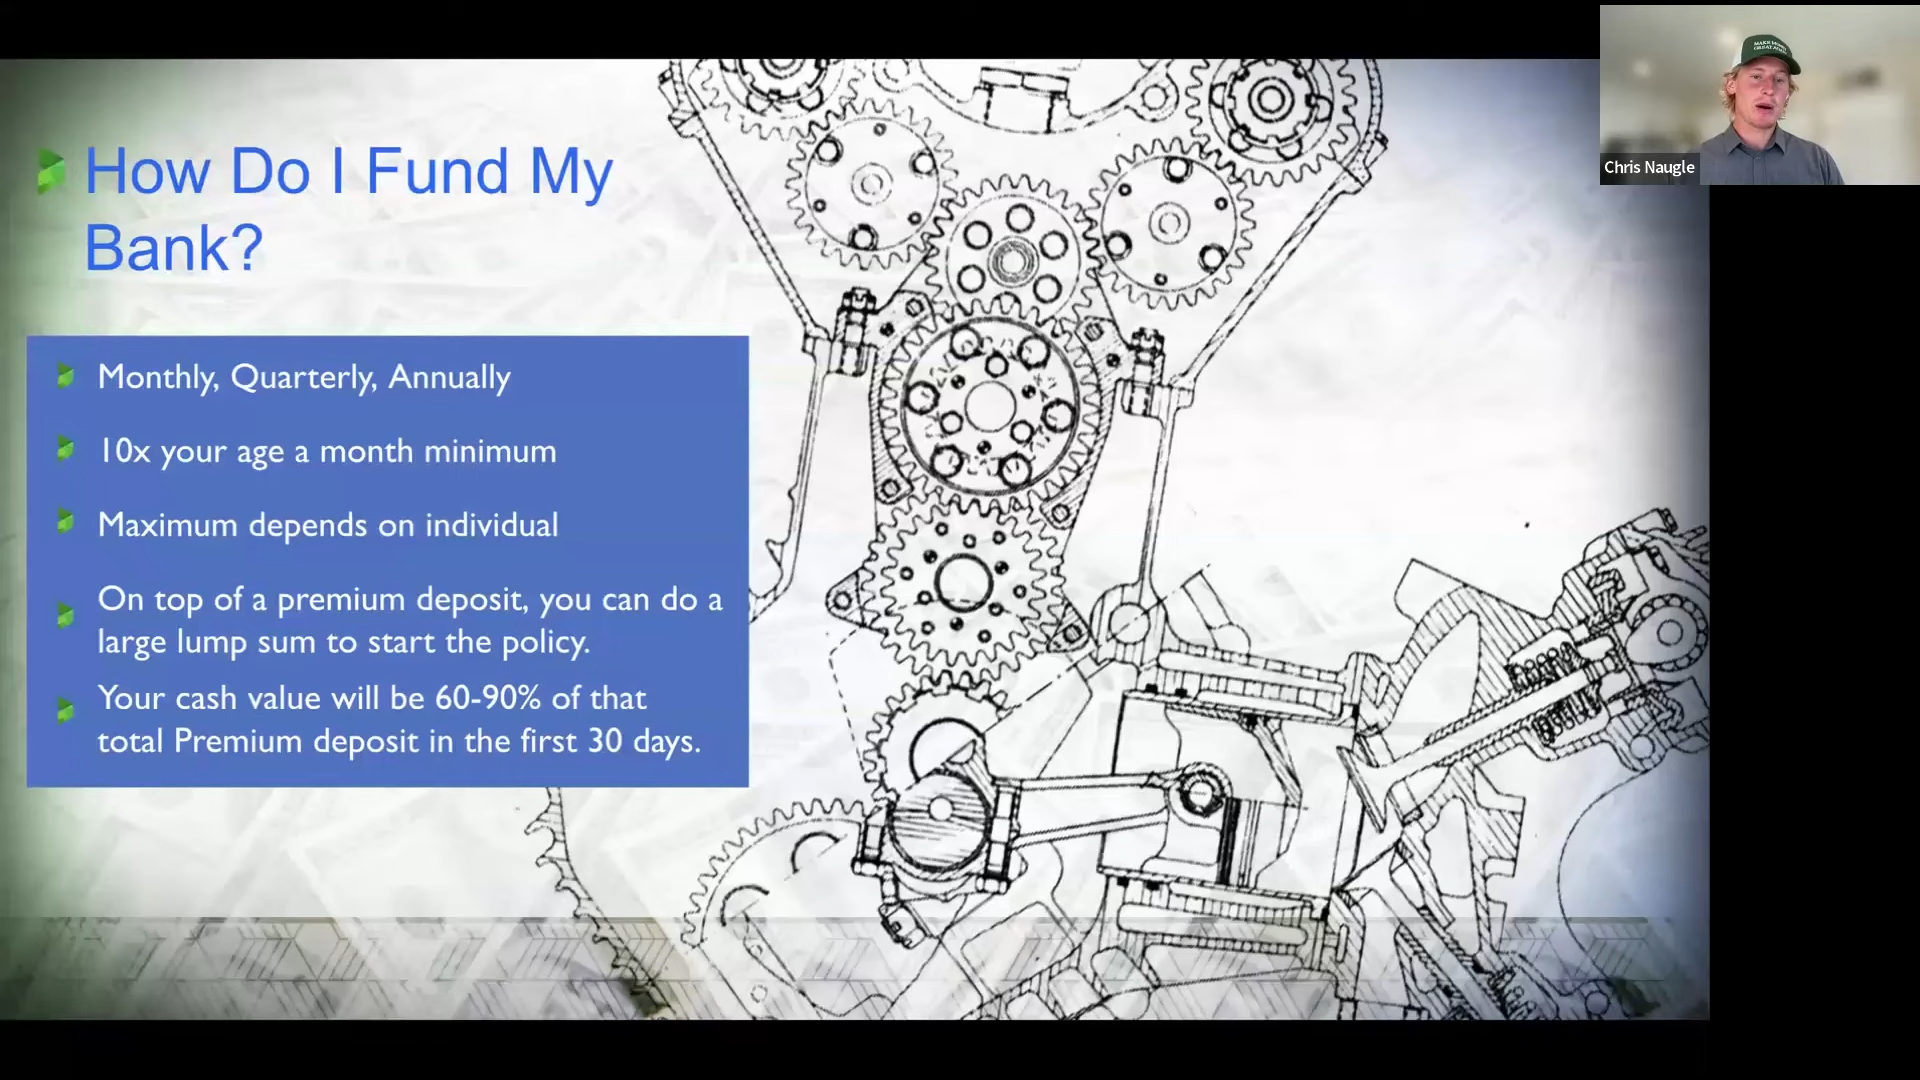 Chris Naugle
How Do I Fund My
Bank?
Monthly, Quarterly, Annually
10x your age a month minimum
Maximum depends on individual
On top of a premium deposit, you can do a
large lump sum to start the policy.
Your cash value will be 60-90% of that
total Premium deposit in the first 30 days.